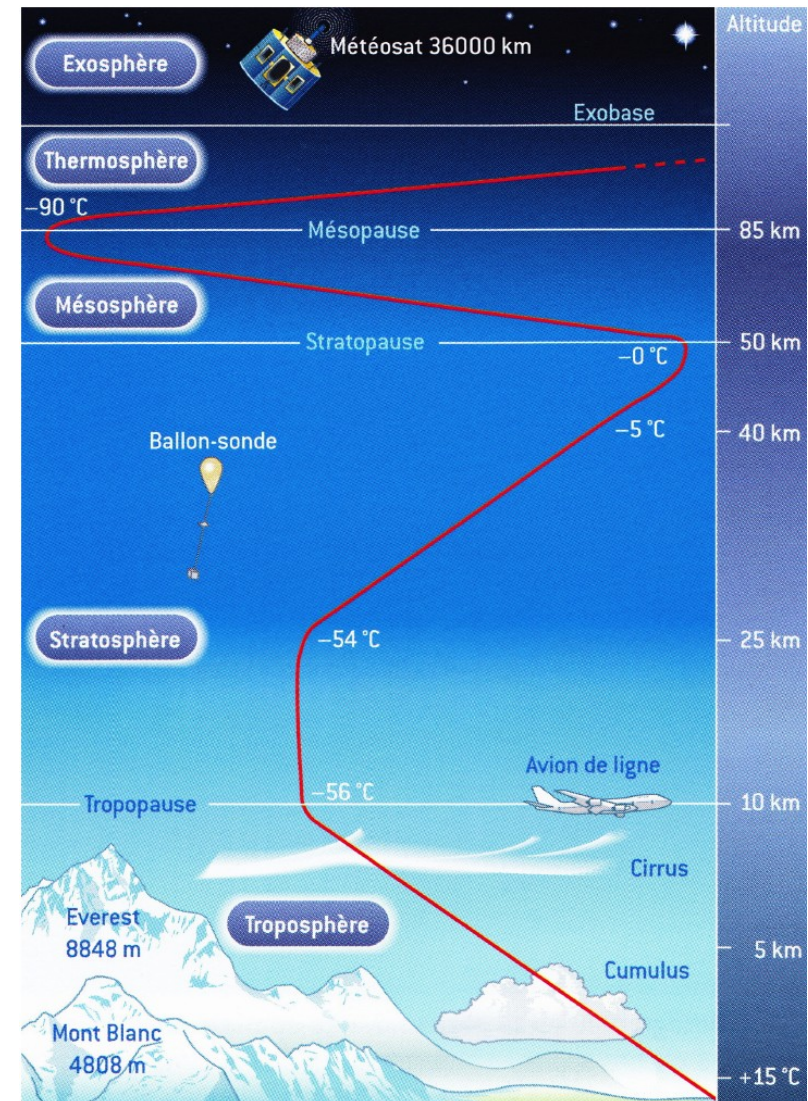 Altitude
Météosat 36000 km
Exosphère
Exobase
Thermosphère
–90 °C
Mésopause
85 km
Mésosphère
Stratopause
50 km
–0 °C
–5 °C
40 km
Ballon-sonde
Stratosphère
–54 °C
25 km
Avion de ligne
–56 °C
Tropopause
10 km
Cirrus
Everest
8848 m
Troposphère
5 km
Cumulus
Mont Blanc
4808 m
+15 °C